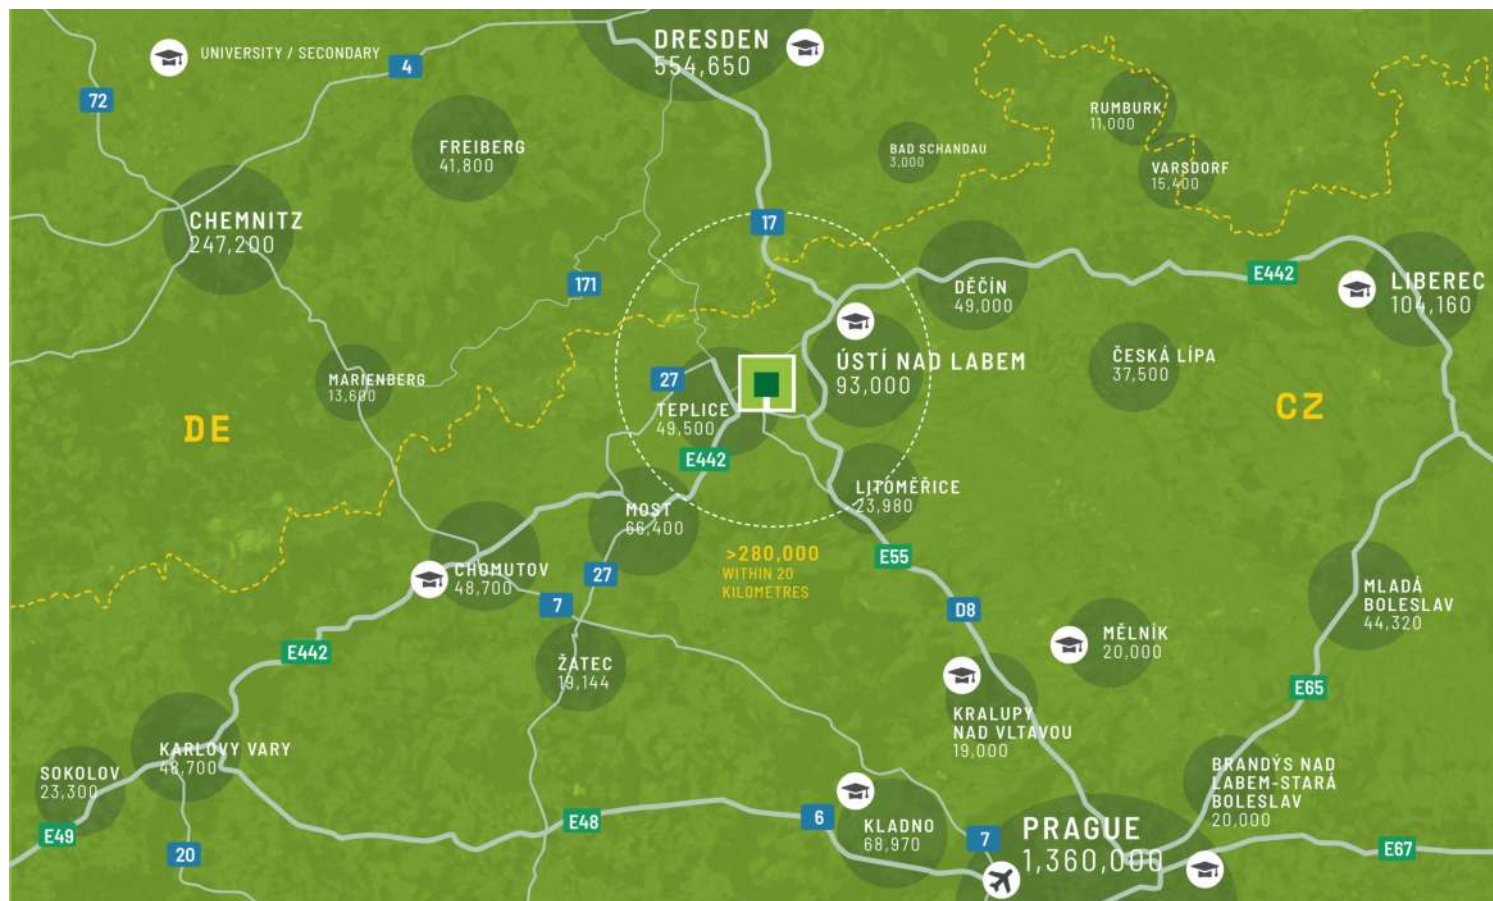 DRESDEN
554,650
UNIVERSITY / SECONDARY
4
72
RUMBURK
11,000
FREIBERG
41,800
BAD SCHANDAU
3,000
VARSDORF
15,400
CHEMNITZ
247,200
17
171
DĚČÍN
49,000
E442
LIBEREC
104,160
MARIENBERG
13,600
27
ÚSTÍ NAD LABEM
93,000
ČESKÁ LÍPA
37,500
DE
CZ
TEPLICE
49,500
E442
LITOMĚŘICE
23,980
MOST
66,400
>280,000
WITHIN 20
KILOMETRES
E55
CHOMUTOV
48,700
27
7
D8
MLADÁ
BOLESLAV
44,320
E442
ŽATEC
19,144
MĚLNÍK
20,000
E65
KRALUPY
NAD VLTAVOU
19,000
KARLOVY VARY
48,700
SOKOLOV
23,300
BRANDÝS NAD
LABEM-STARÁ
BOLESLAV
20,000
E49
20
E48
6
KLADNO
68,970
7
PRAGUE
1,360,000
E67